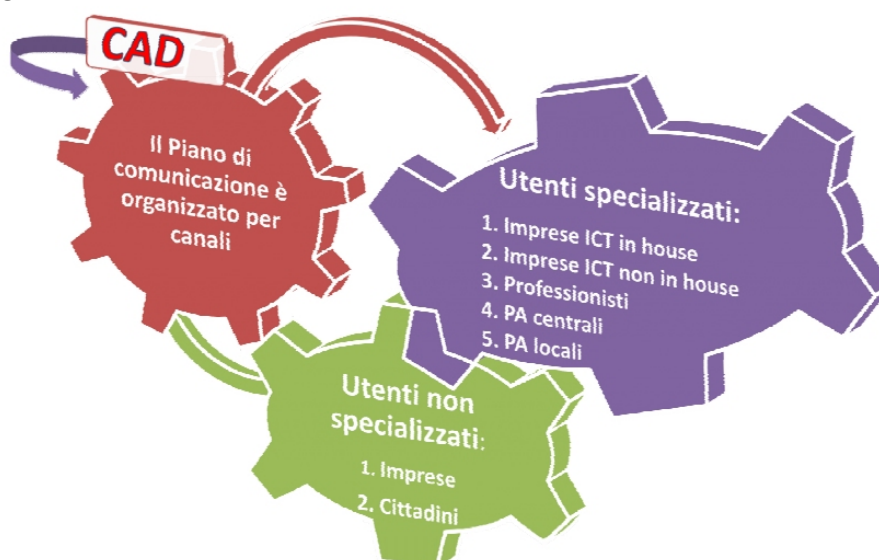 CAD
Il Piano di
comunicazione è
organizzato per
canali
Utenti specializzati:
1. Imprese ICT in house
2. Imprese ICT non in house
3. Professionisti
4. PA centrali
5. PA locali
Utenti non
specializzati:
1. Imprese
2. Cittadini